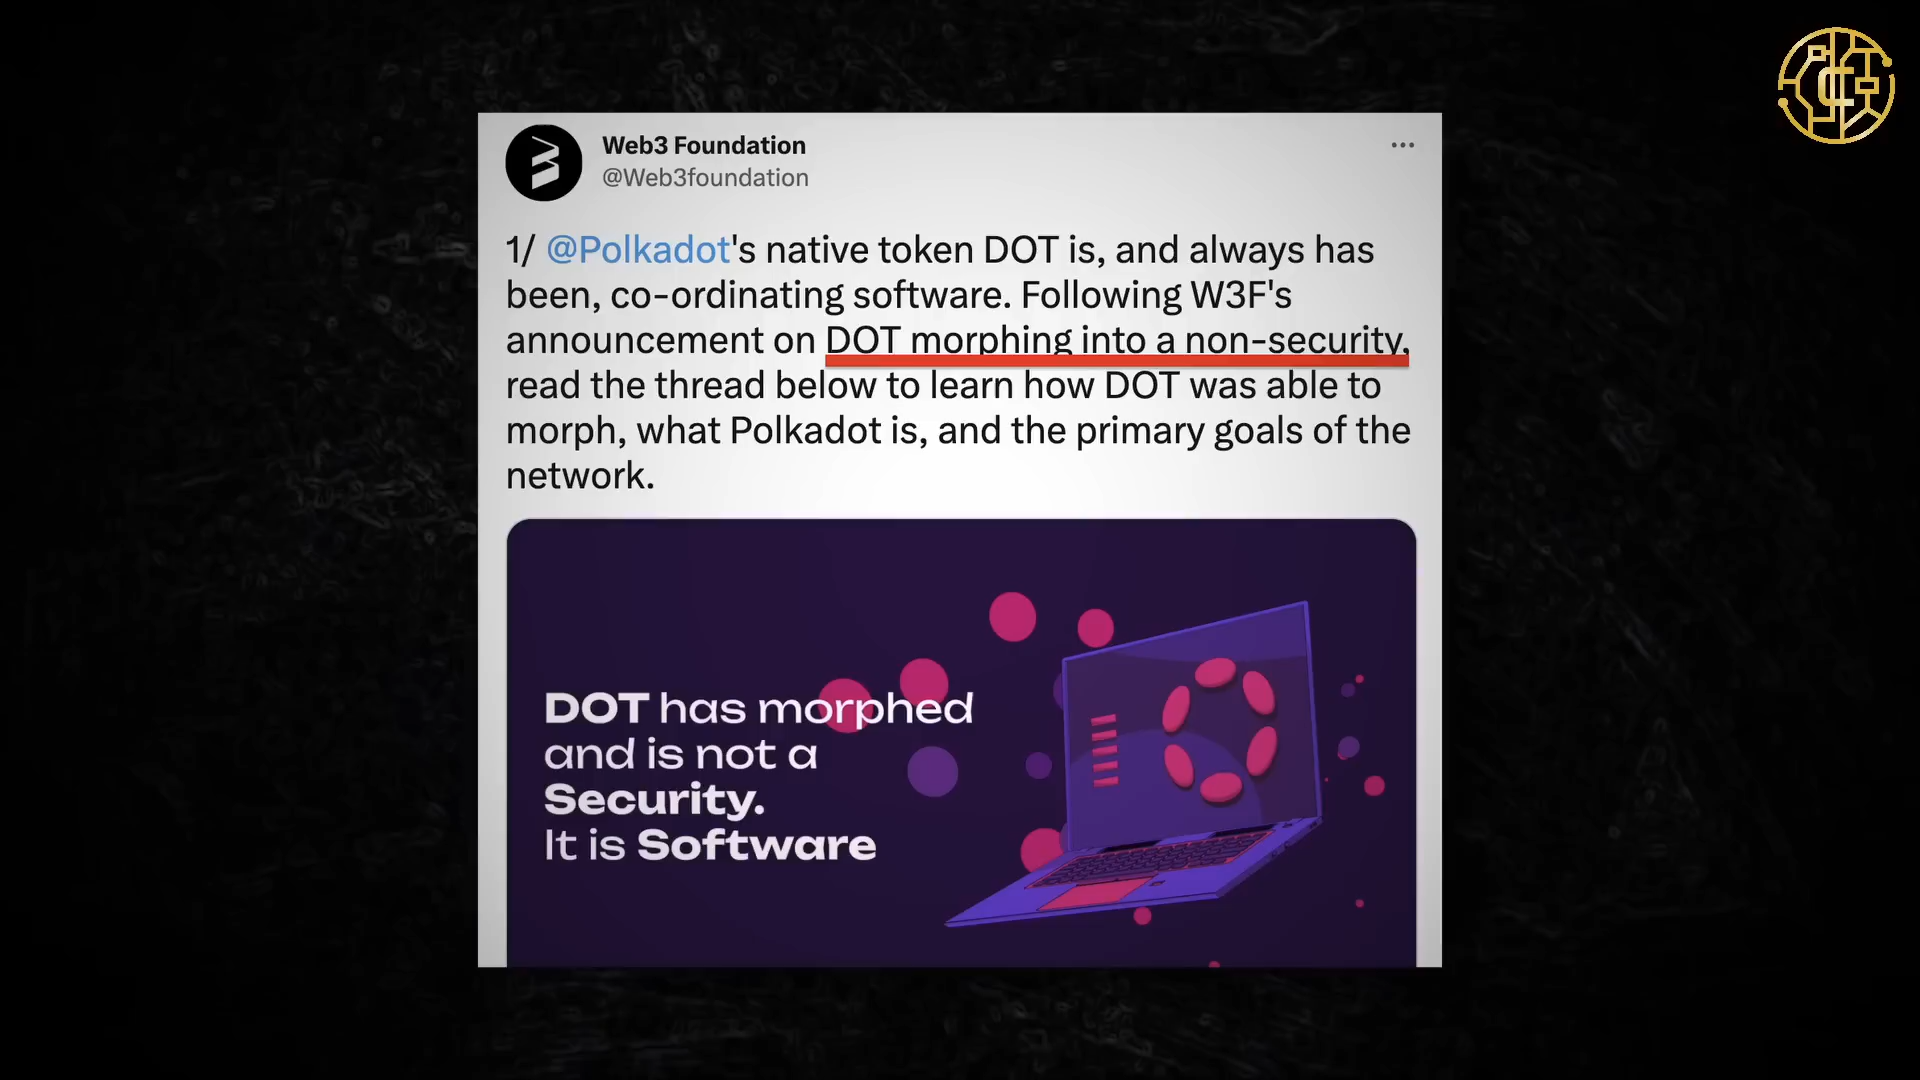 Web3 Foundation
@Web3foundation
1/ @Polkadot's native token DOT is, and always has
been, co-ordinating software. Following W3F's
announcement on DOT morphing into a non-security,
read the thread below to learn how DOT was able to
morph, what Polkadot is, and the primary goals of the
network.
DOT has morphed
and is not a
Security.
It is Software